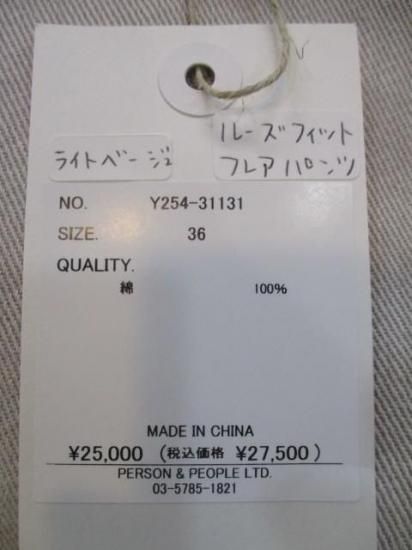 ライトベージュ
ルーズフィット
フレアパンツ
NO. Y254-31131
SIZE. 36
QUALITY.
綿 100%
MADE IN CHINA
¥25,000 (税込価格 ¥27,500)
PERSON & PEOPLE LTD.
03-5785-1821